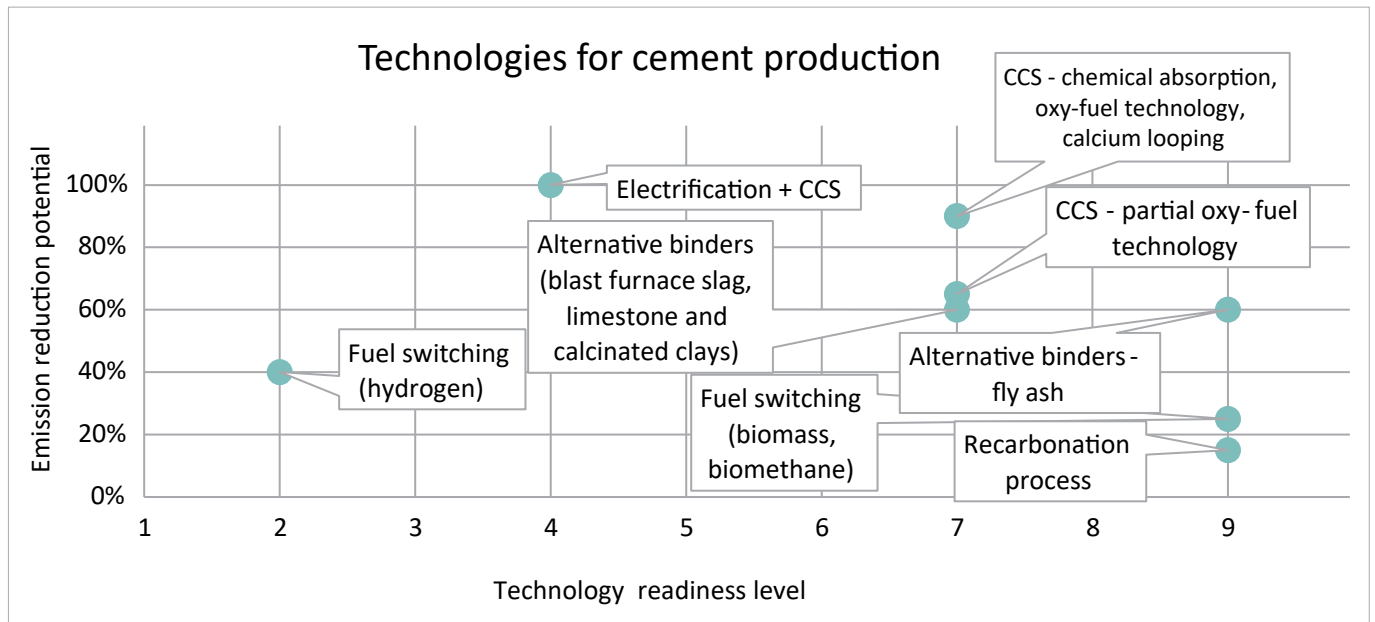 Technologies for cement production
CCS - chemical absorption,
oxy-fuel technology,
calcium looping
Emission reduction potential
100%
80%
60%
40%
20%
0%
Electrification + CCS
CCS - partial oxy-fuel
technology
Alternative binders
(blast furnace slag,
limestone and
calcinated clays)
Fuel switching
(hydrogen)
Alternative binders -
fly ash
Fuel switching
(biomass,
biomethane)
Recarbonation
process
1 2 3 4 5 6 7 8 9
Technology readiness level